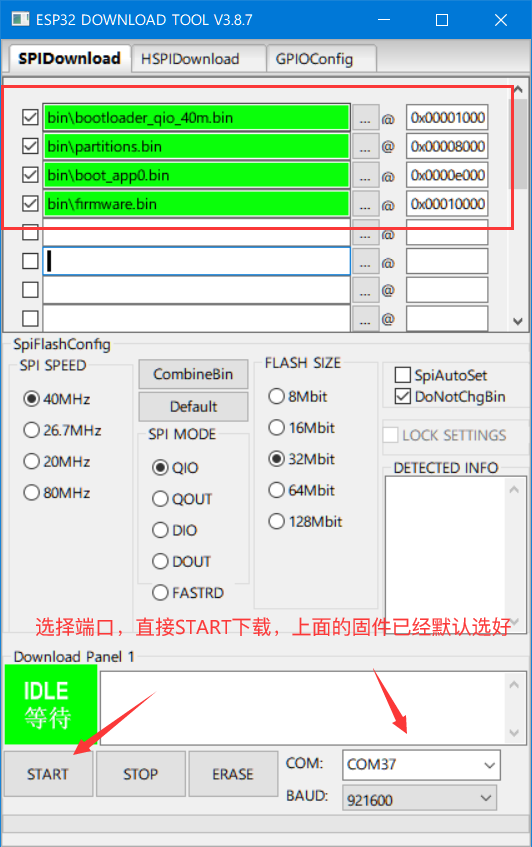 ESP32 DOWNLOAD TOOL V3.8.7
SPIDownload HSPIDownload GPIOConfig
bin\bootloader_qio_40m.bin ... @ 0x00001000
bin\partitions.bin ... @ 0x00008000
bin\boot_app0.bin ... @ 0x0000e000
bin\firmware.bin ... @ 0x00010000
... @
... @
... @
... @
SpiFlashConfig
SPI SPEED
40MHz
26.7MHz
20MHz
80MHz
CombineBin
Default
SPI MODE
QIO
QOUT
DIO
DOUT
FASTRD
FLASH SIZE
8Mbit
16Mbit
32Mbit
64Mbit
128Mbit
SpiAutoSet
DoNotChgBin
LOCK SETTINGS
DETECTED INFO
选择端口，直接START下载，上面的固件已经默认选好
Download Panel 1
IDLE
等待
START STOP ERASE
COM: COM37
BAUD: 921600